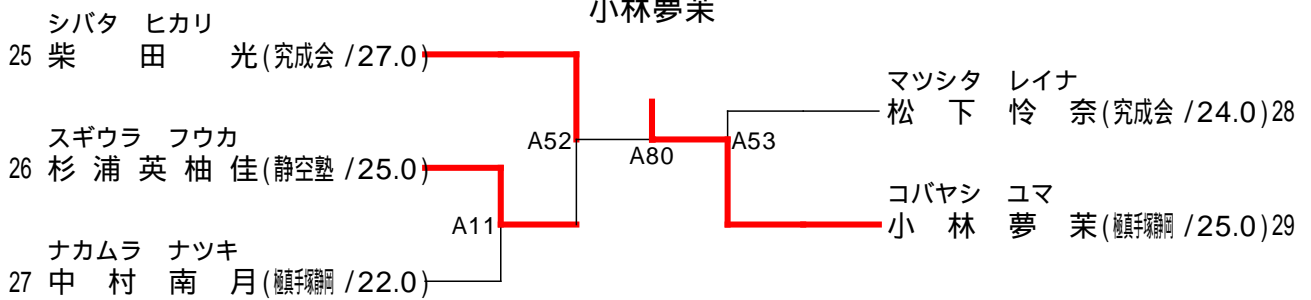 小林夢茉
シバタ ヒカリ
25 柴 田 光(究成会 /27.0)
スギウラ フウカ
26 杉 浦 英 柚 佳(静空塾 /25.0)
ナカムラ ナツキ
27 中 村 南 月(極真手塚静岡 /22.0)
A11
A52
A80
A53
マツシタ レイナ
松 下 怜 奈(究成会 /24.0)28
コバヤシ ユマ
小 林 夢 茉(極真手塚静岡 /25.0)29